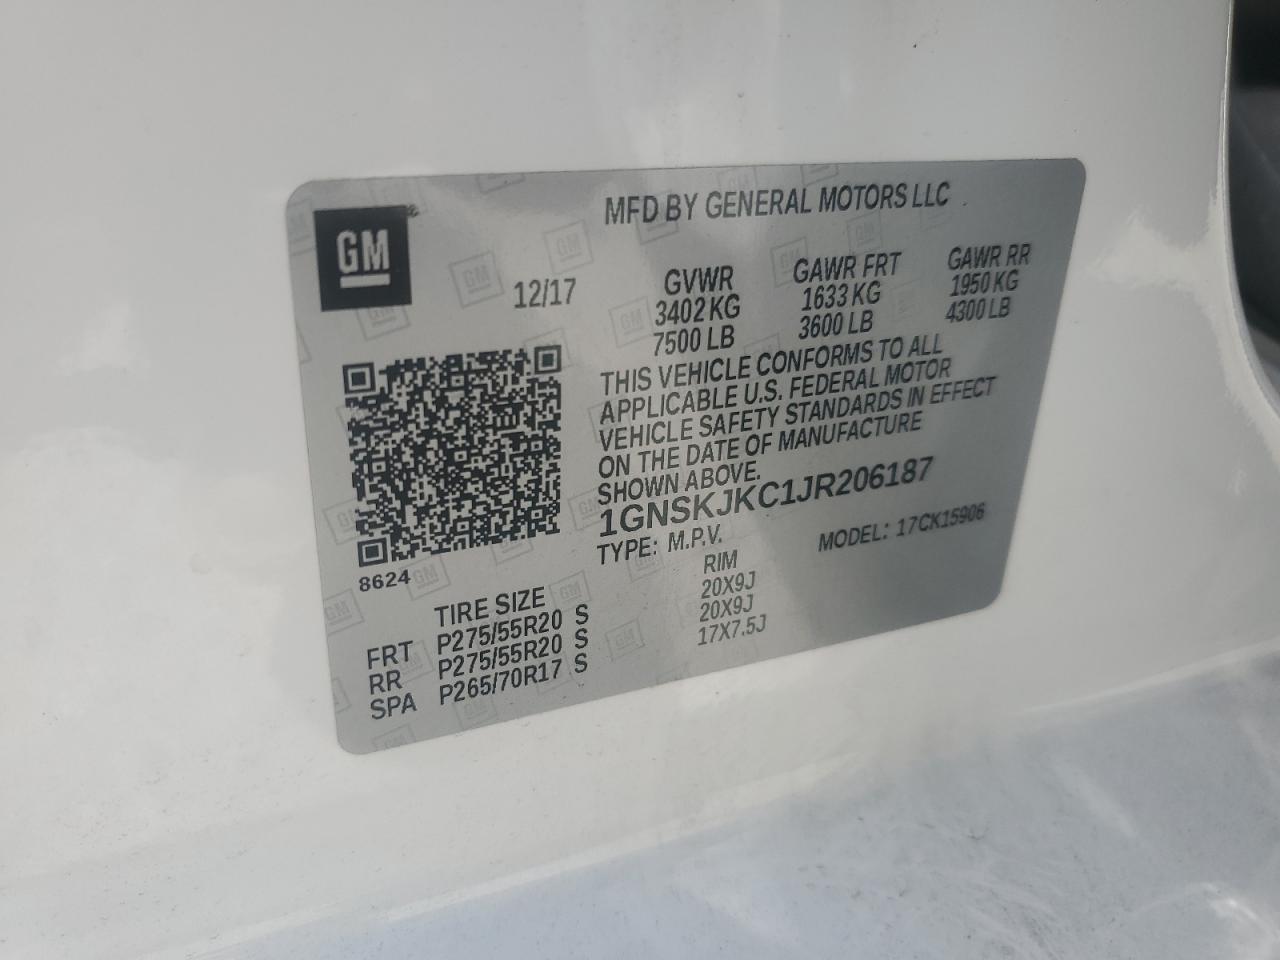 GM
MFD BY GENERAL MOTORS LLC
12/17
GVWR GAWR FRT GAWR RR
3402 KG 1633 KG 1950 KG
7500 LB 3600 LB 4300 LB
THIS VEHICLE CONFORMS TO ALL
APPLICABLE U.S. FEDERAL MOTOR
VEHICLE SAFETY STANDARDS IN EFFECT
ON THE DATE OF MANUFACTURE
SHOWN ABOVE.
1GNSKJKC1JR206187
TYPE: M.P.V. MODEL: 17CK15906
8624
TIRE SIZE RIM
FRT P275/55R20 S 20X9J
RR P275/55R20 S 20X9J
SPA P265/70R17 S 17X7.5J